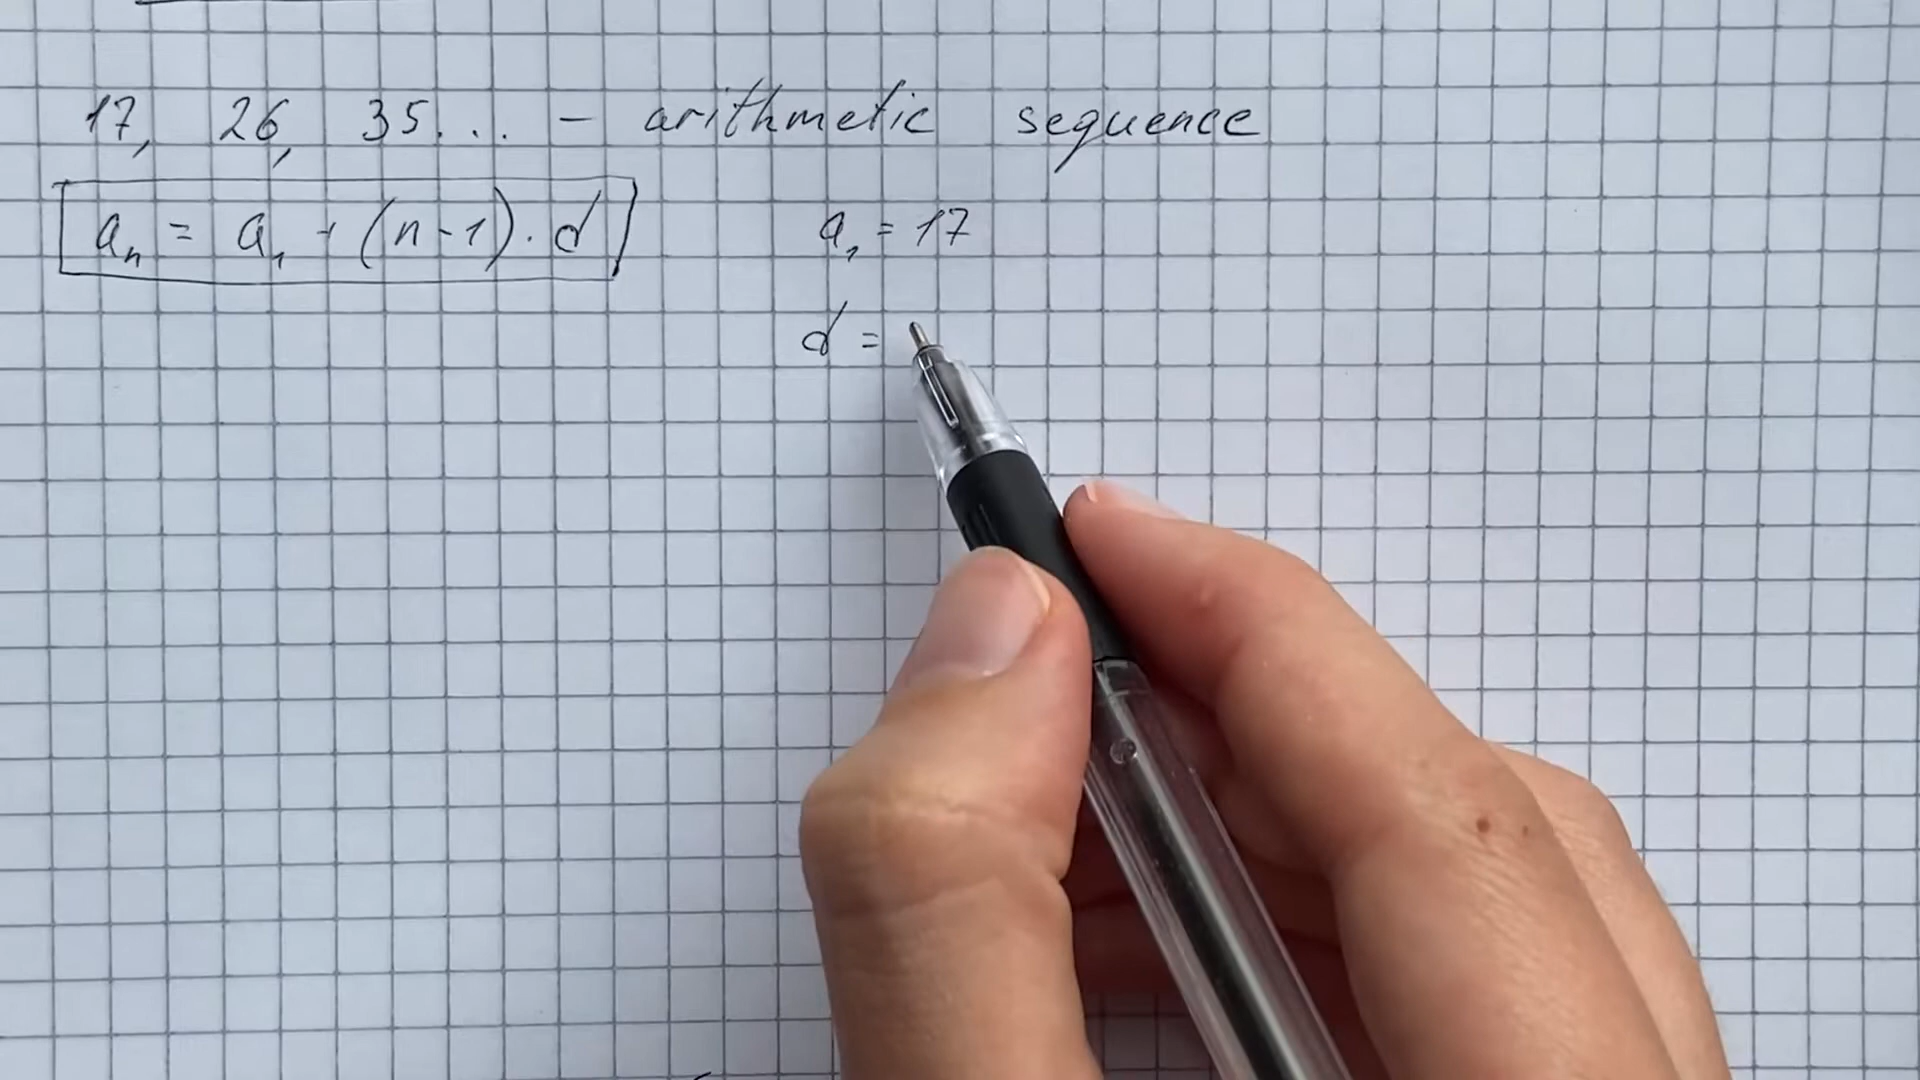 17, 26, 35... - arithmetic sequence
aₙ = a₁ + (n-1)·d
a₁ = 17
d =